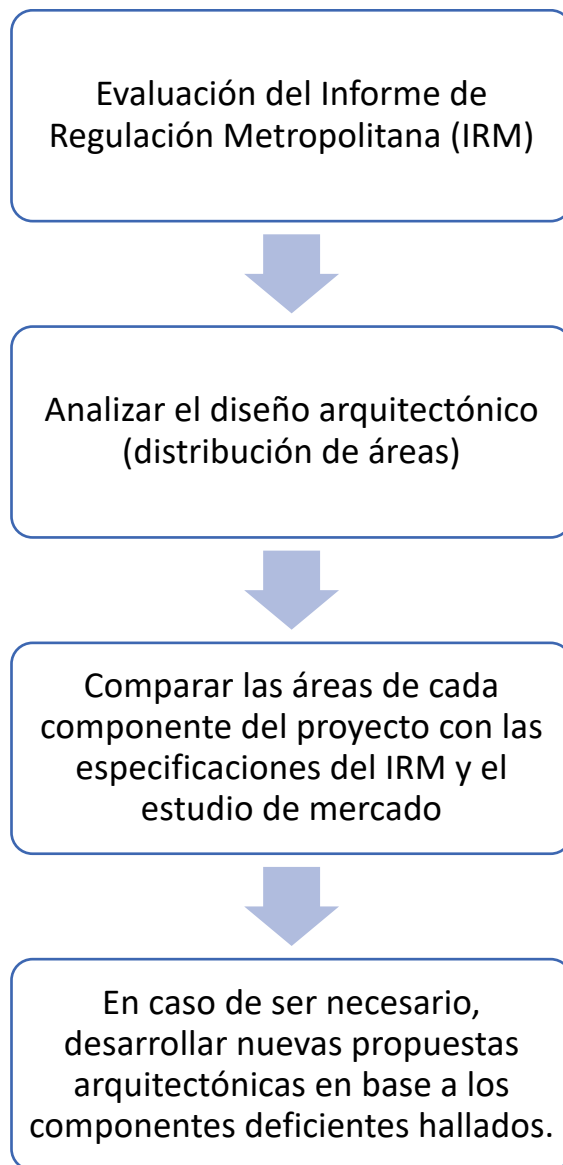 Evaluación del Informe de
Regulación Metropolitana (IRM)
Analizar el diseño arquitectónico
(distribución de áreas)
Comparar las áreas de cada
componente del proyecto con las
especificaciones del IRM y el
estudio de mercado
En caso de ser necesario,
desarrollar nuevas propuestas
arquitectónicas en base a los
componentes deficientes hallados.